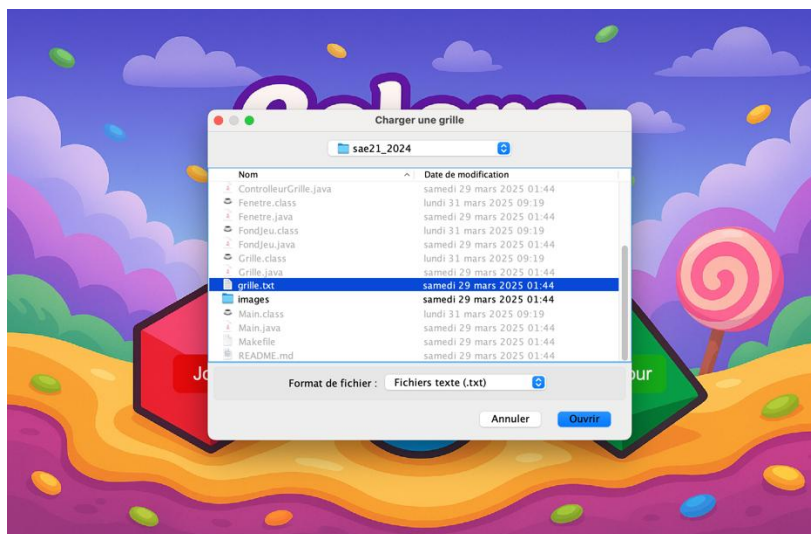 Charger une grille
sae21_2024
Nom Date de modification
ControlleurGrille.java samedi 29 mars 2025 01:44
Fenetre.class lundi 31 mars 2025 09:19
Fenetre.java samedi 29 mars 2025 01:44
FondJeu.class lundi 31 mars 2025 09:19
FondJeu.java samedi 29 mars 2025 01:44
Grille.class lundi 31 mars 2025 09:19
Grille.java samedi 29 mars 2025 01:44
grille.txt samedi 29 mars 2025 01:44
images samedi 29 mars 2025 01:44
Main.class lundi 31 mars 2025 09:19
Main.java samedi 29 mars 2025 01:44
Makefile samedi 29 mars 2025 01:44
README.md samedi 29 mars 2025 01:44
Format de fichier : Fichiers texte (.txt)
Annuler Ouvrir